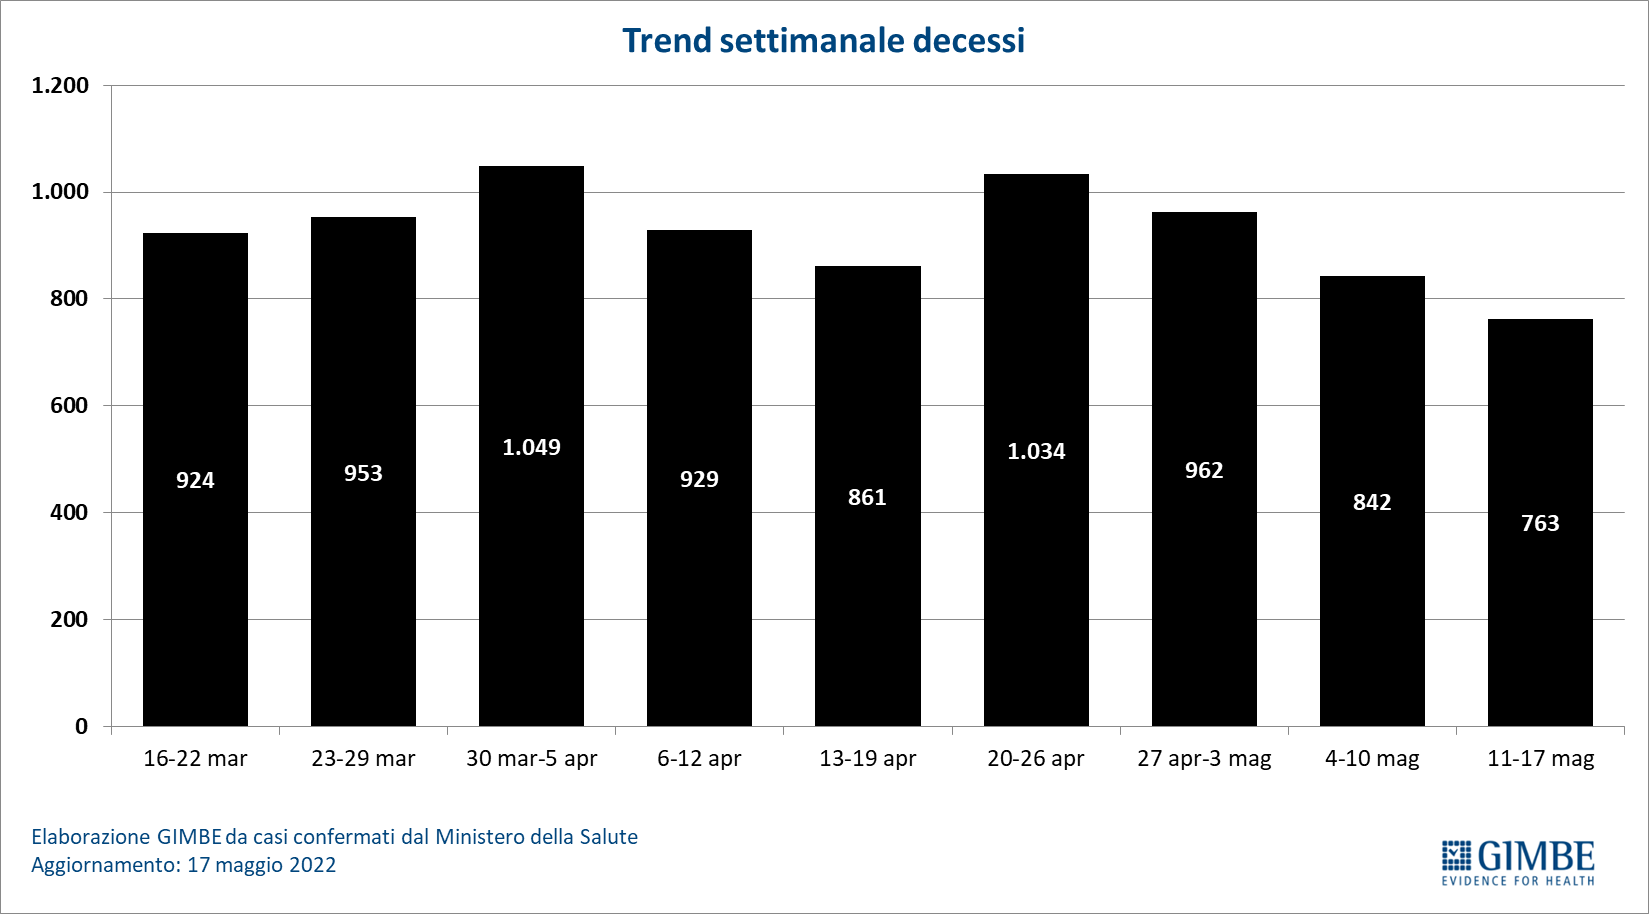 Trend settimanale decessi
1.200
1.000
800
600
400
200
0
924
953
1.049
929
861
1.034
962
842
763
16-22 mar
23-29 mar
30 mar-5 apr
6-12 apr
13-19 apr
20-26 apr
27 apr-3 mag
4-10 mag
11-17 mag
Elaborazione GIMBE da casi confermati dal Ministero della Salute
Aggiornamento: 17 maggio 2022
GIMBE
EVIDENCE FOR HEALTH